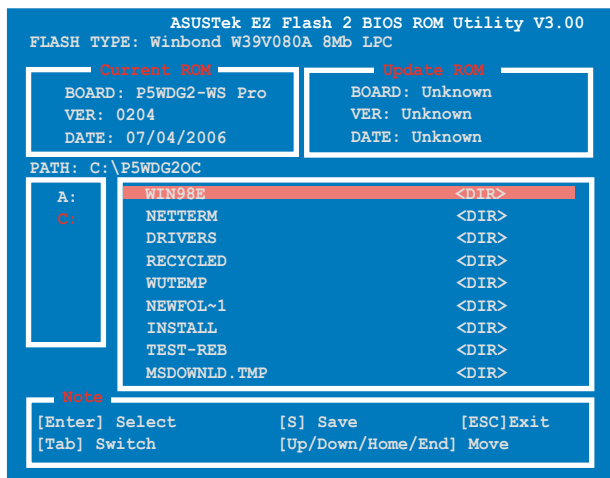 ASUSTek EZ Flash 2 BIOS ROM Utility V3.00
FLASH TYPE: Winbond W39V080A 8Mb LPC
Current ROM
BOARD: P5WDG2-WS Pro
VER: 0204
DATE: 07/04/2006
Update ROM
BOARD: Unknown
VER: Unknown
DATE: Unknown
PATH: C:\P5WDG2OC
A:
C:
WIN98E <DIR>
NETTERM <DIR>
DRIVERS <DIR>
RECYCLED <DIR>
WUTEMP <DIR>
NEWFOL~1 <DIR>
INSTALL <DIR>
TEST-REB <DIR>
MSDOWNLD.TMP <DIR>
Note
[Enter] Select [S] Save [ESC]Exit
[Tab] Switch [Up/Down/Home/End] Move